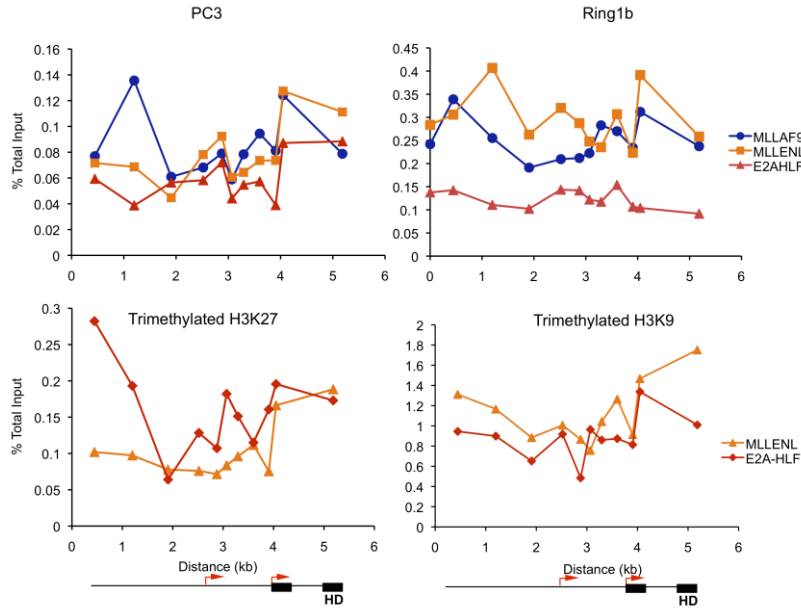 PC3
Ring1b
% Total Input
0.16
0.14
0.12
0.1
0.08
0.06
0.04
0.02
0
0 1 2 3 4 5 6
0.45
0.4
0.35
0.3
0.25
0.2
0.15
0.1
0.05
0
0 1 2 3 4 5 6
MLLAF9
MLLENL
E2AHLF
Trimethylated H3K27
Trimethylated H3K9
% Total Input
0.3
0.25
0.2
0.15
0.1
0.05
0
0 1 2 3 4 5 6
2
1.8
1.6
1.4
1.2
1
0.8
0.6
0.4
0.2
0
0 1 2 3 4 5 6
MLLENL
E2A-HLF
Distance (kb)
Distance (kb)
HD
HD